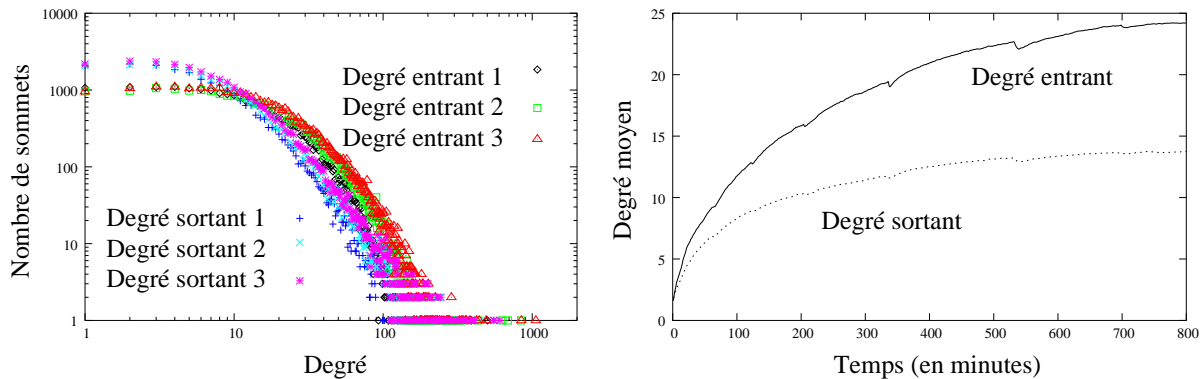 10000
1000
100
10
1
1
10
100
1000
Nombre de sommets
Degré
Degré entrant 1
Degré entrant 2
Degré entrant 3
Degré sortant 1
Degré sortant 2
Degré sortant 3
25
20
15
10
5
0
0
100
200
300
400
500
600
700
800
Degré moyen
Temps (en minutes)
Degré entrant
Degré sortant